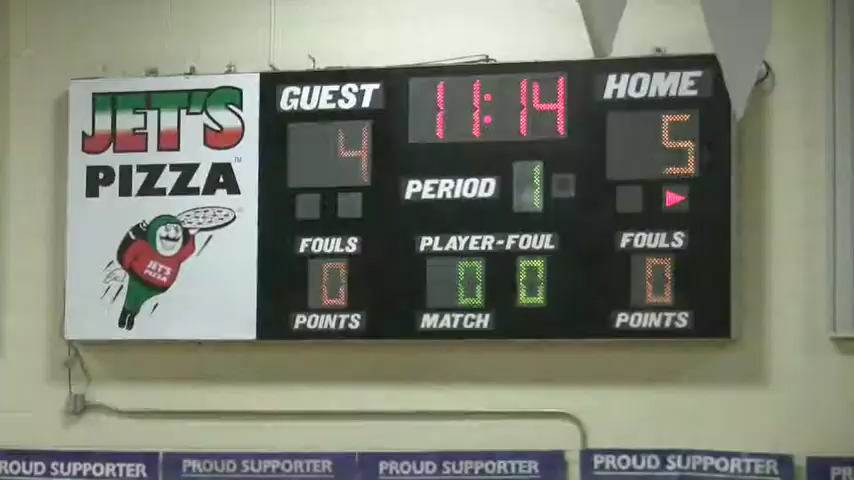 JET'S
PIZZA
TM
JET'S
PIZZA
GUEST 11:14 HOME
4 5
PERIOD 1
FOULS PLAYER-FOUL FOULS
0 0 0 0
POINTS MATCH POINTS
PROUD SUPPORTER PROUD SUPPORTER PROUD SUPPORTER PROUD SUPPORTER